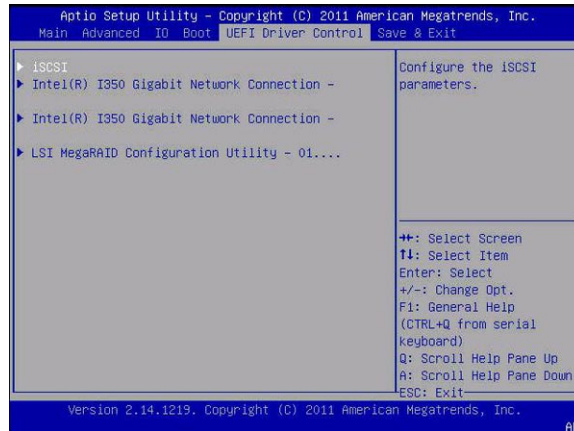 Aptio Setup Utility – Copyright (C) 2011 American Megatrends, Inc.
Main Advanced IO Boot UEFI Driver Control Save & Exit
iSCSI
Intel(R) I350 Gigabit Network Connection –
Intel(R) I350 Gigabit Network Connection –
LSI MegaRAID Configuration Utility – 01....
Configure the iSCSI
parameters.
→←: Select Screen
↑↓: Select Item
Enter: Select
+/-: Change Opt.
F1: General Help
(CTRL+Q from serial
keyboard)
Q: Scroll Help Pane Up
A: Scroll Help Pane Down
ESC: Exit
Version 2.14.1219. Copyright (C) 2011 American Megatrends, Inc.